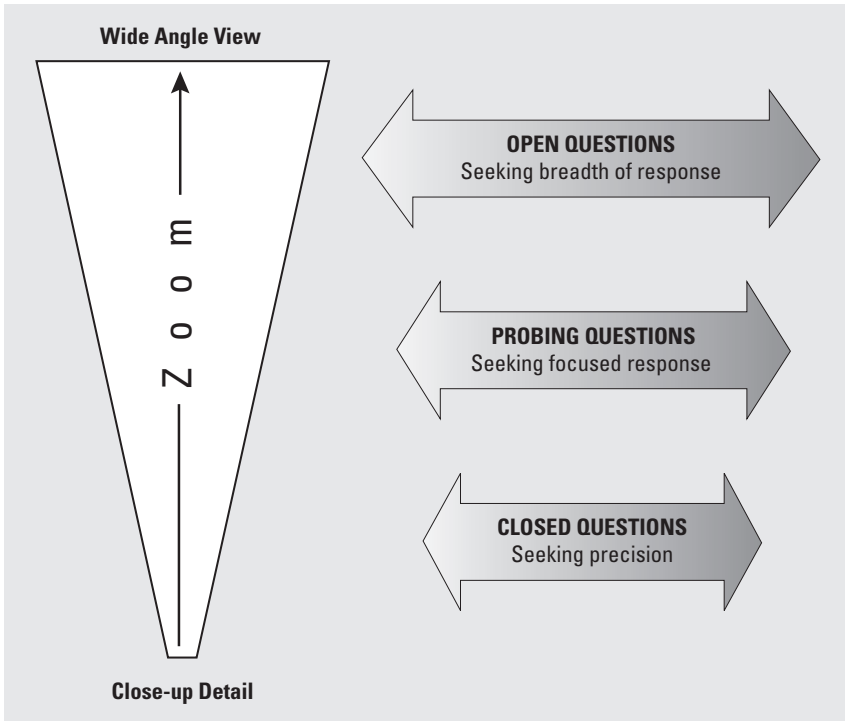 Wide Angle View
Zoom
Close-up Detail
OPEN QUESTIONS
Seeking breadth of response
PROBING QUESTIONS
Seeking focused response
CLOSED QUESTIONS
Seeking precision